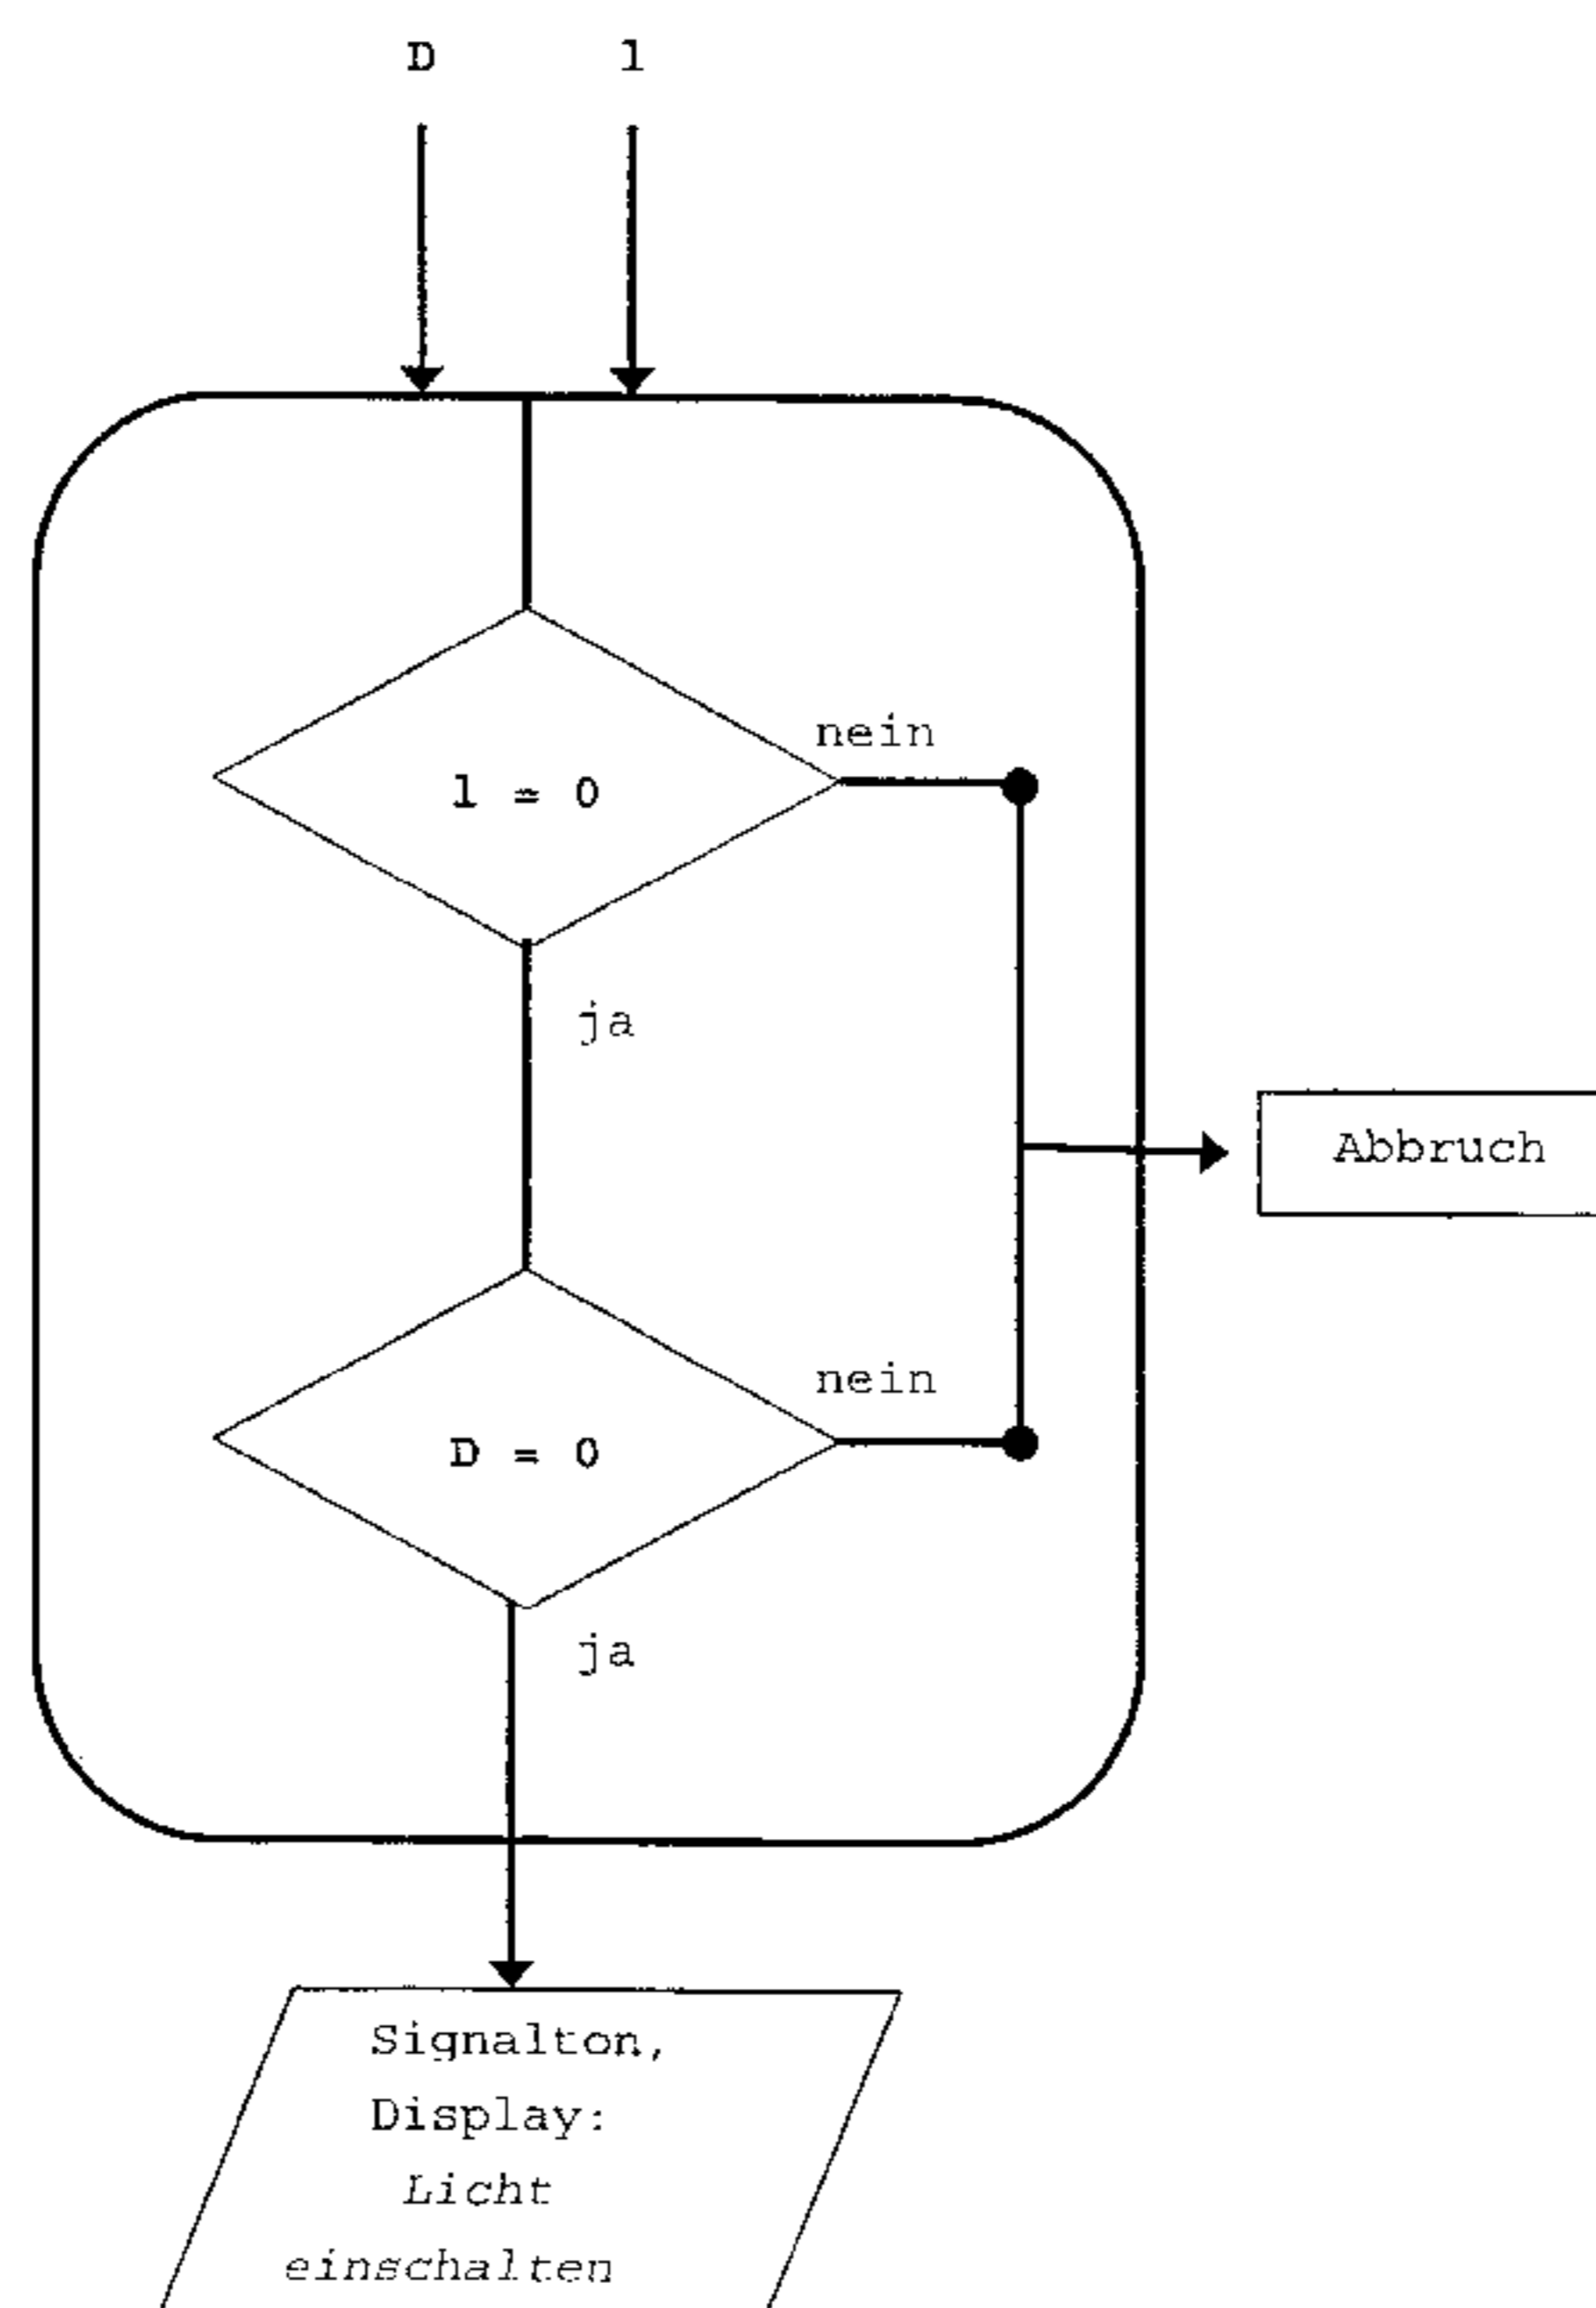 D l
nein
l = 0
ja
Abbruch
nein
D = 0
ja
Signalton,
Display:
Licht
einschalten